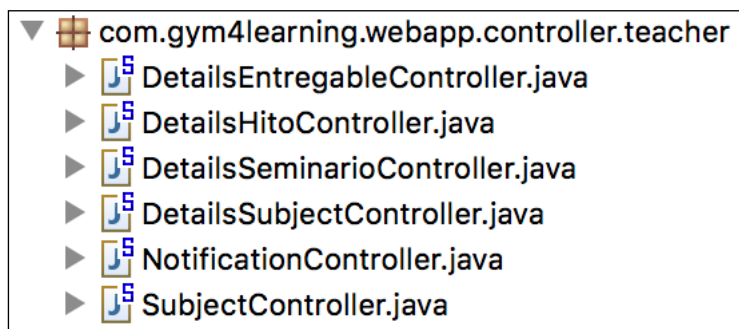 com.gym4learning.webapp.controller.teacher
DetailsEntregableController.java
DetailsHitoController.java
DetailsSeminarioController.java
DetailsSubjectController.java
NotificationController.java
SubjectController.java